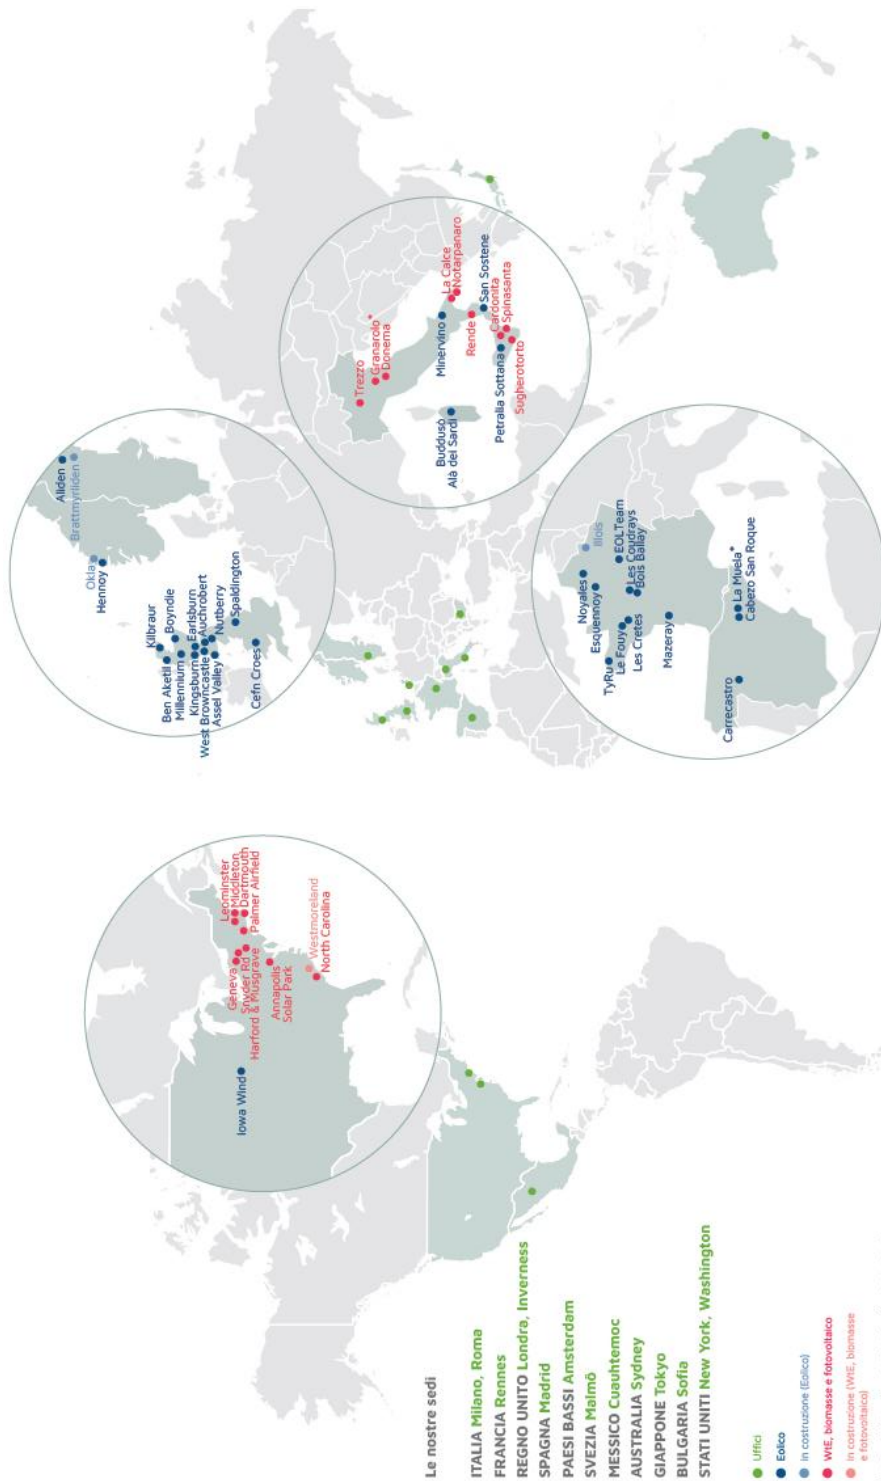 Le nostre sedi
ITALIA Milano, Roma
FRANCIA Rennes
REGNO UNITO Londra, Inverness
SPAGNA Madrid
PAESI BASSI Amsterdam
SVEZIA Malmö
MESSICO Cuauhtemoc
AUSTRALIA Sydney
GIAPPONE Tokyo
BULGARIA Sofia
STATI UNITI New York, Washington
Uffici
Eolico
In costruzione (Eolico)
WtE, biomasse e fotovoltaico
In costruzione (WtE, biomasse
e fotovoltaico)
Iowa Wind
Leominster
Middleton
Dartmouth
Palmer Airfield
Geneva
Snyder Rd
Harford & Musgrave
Annapolis
Solar Park
Westmoreland
North Carolina
Aliden
Brattmyrliden
Okla
Hennoy
Kilbraur
Ben Aketil
Boyndie
Millennium
Earlsburn
Kingsburn
Auchrobert
West Browncastle
Nutberry
Assel Valley
Spaldington
Cefn Croes
Trezzo
Granarolo*
Donema
La Calce
Notarpanaro
Minervino
San Sostene
Rende
Cardonita
Spinasanta
Petralia Sottana
Sugherotorto
Buddusò
Alà dei Sardi
Illois
Noyales
EOLTeam
Esquennoy
Les Coudrays
Bois Ballay
TyRu
Le Fouy
Les Cretes
Mazeray
La Muela*
Cabezo San Roque
Carrecastro